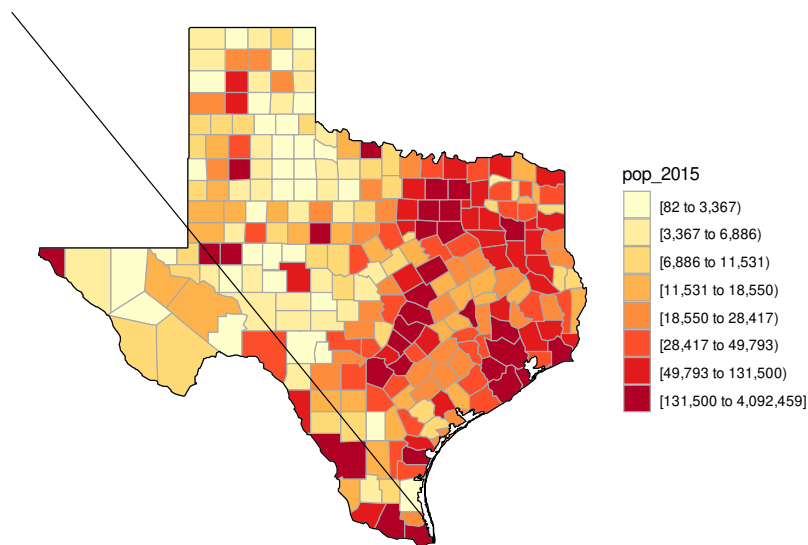 pop_2015
[82 to 3,367)
[3,367 to 6,886)
[6,886 to 11,531)
[11,531 to 18,550)
[18,550 to 28,417)
[28,417 to 49,793)
[49,793 to 131,500)
[131,500 to 4,092,459]